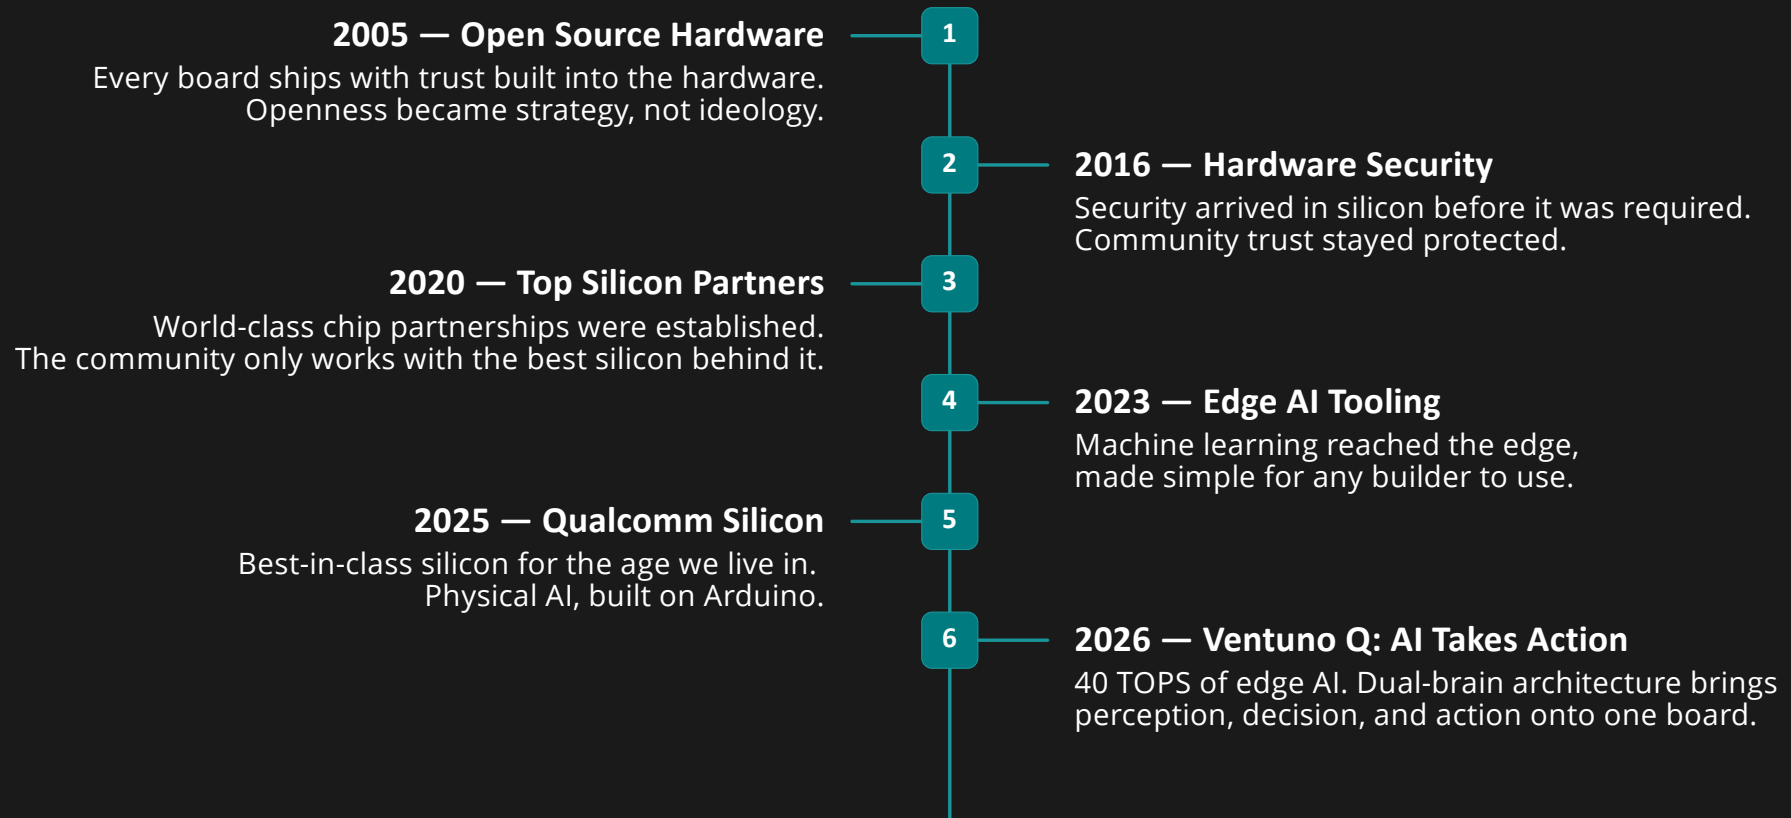 1
2005 — Open Source Hardware
Every board ships with trust built into the hardware.
Openness became strategy, not ideology.
2
2016 — Hardware Security
Security arrived in silicon before it was required.
Community trust stayed protected.
3
2020 — Top Silicon Partners
World-class chip partnerships were established.
The community only works with the best silicon behind it.
4
2023 — Edge AI Tooling
Machine learning reached the edge,
made simple for any builder to use.
5
2025 — Qualcomm Silicon
Best-in-class silicon for the age we live in.
Physical AI, built on Arduino.
6
2026 — Ventuno Q: AI Takes Action
40 TOPS of edge AI. Dual-brain architecture brings
perception, decision, and action onto one board.